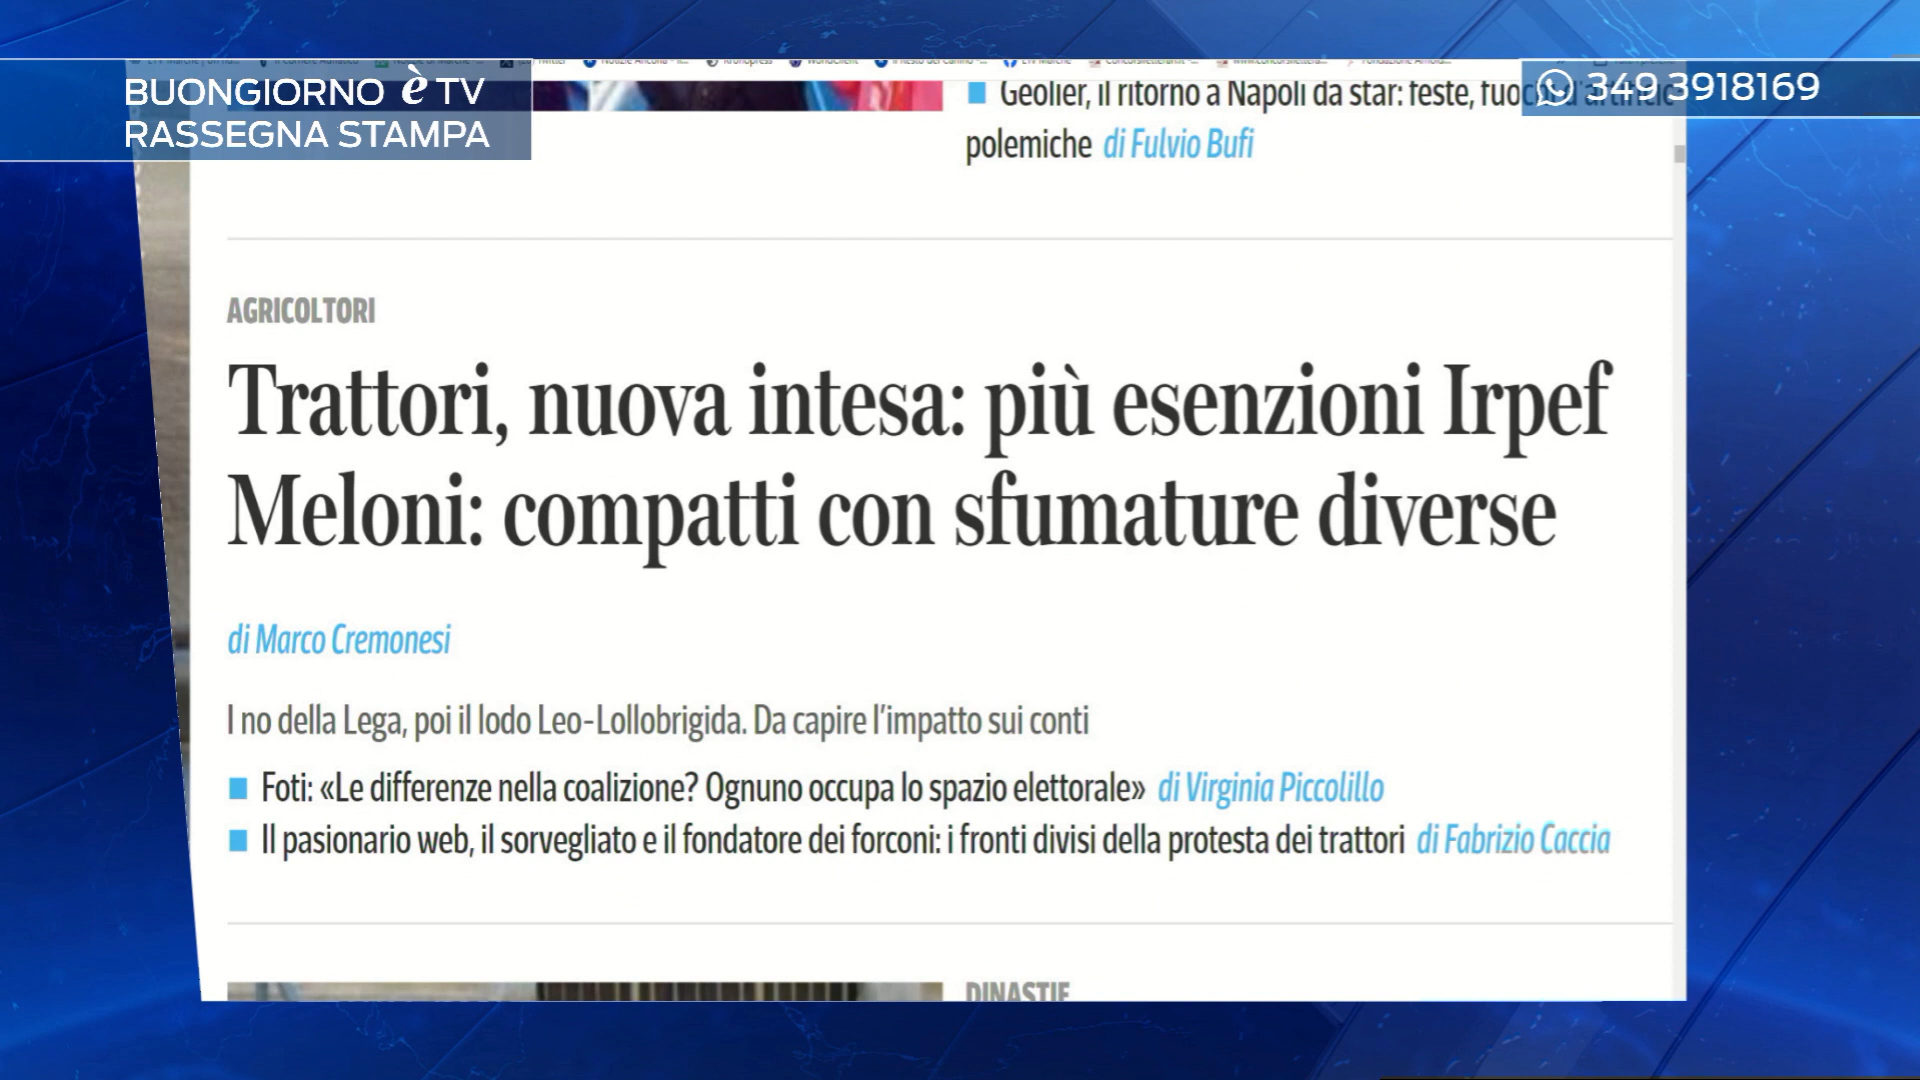 BUONGIORNO è TV
RASSEGNA STAMPA
349 3918169
Geolier, il ritorno a Napoli da star: feste, fuochi d'artificio
polemiche di Fulvio Bufi
AGRICOLTORI
Trattori, nuova intesa: più esenzioni Irpef
Meloni: compatti con sfumature diverse
di Marco Cremonesi
I no della Lega, poi il lodo Leo-Lollobrigida. Da capire l'impatto sui conti
Foti: «Le differenze nella coalizione? Ognuno occupa lo spazio elettorale» di Virginia Piccolillo
Il pasionario web, il sorvegliato e il fondatore dei forconi: i fronti divisi della protesta dei trattori di Fabrizio Caccia
DINASTIE